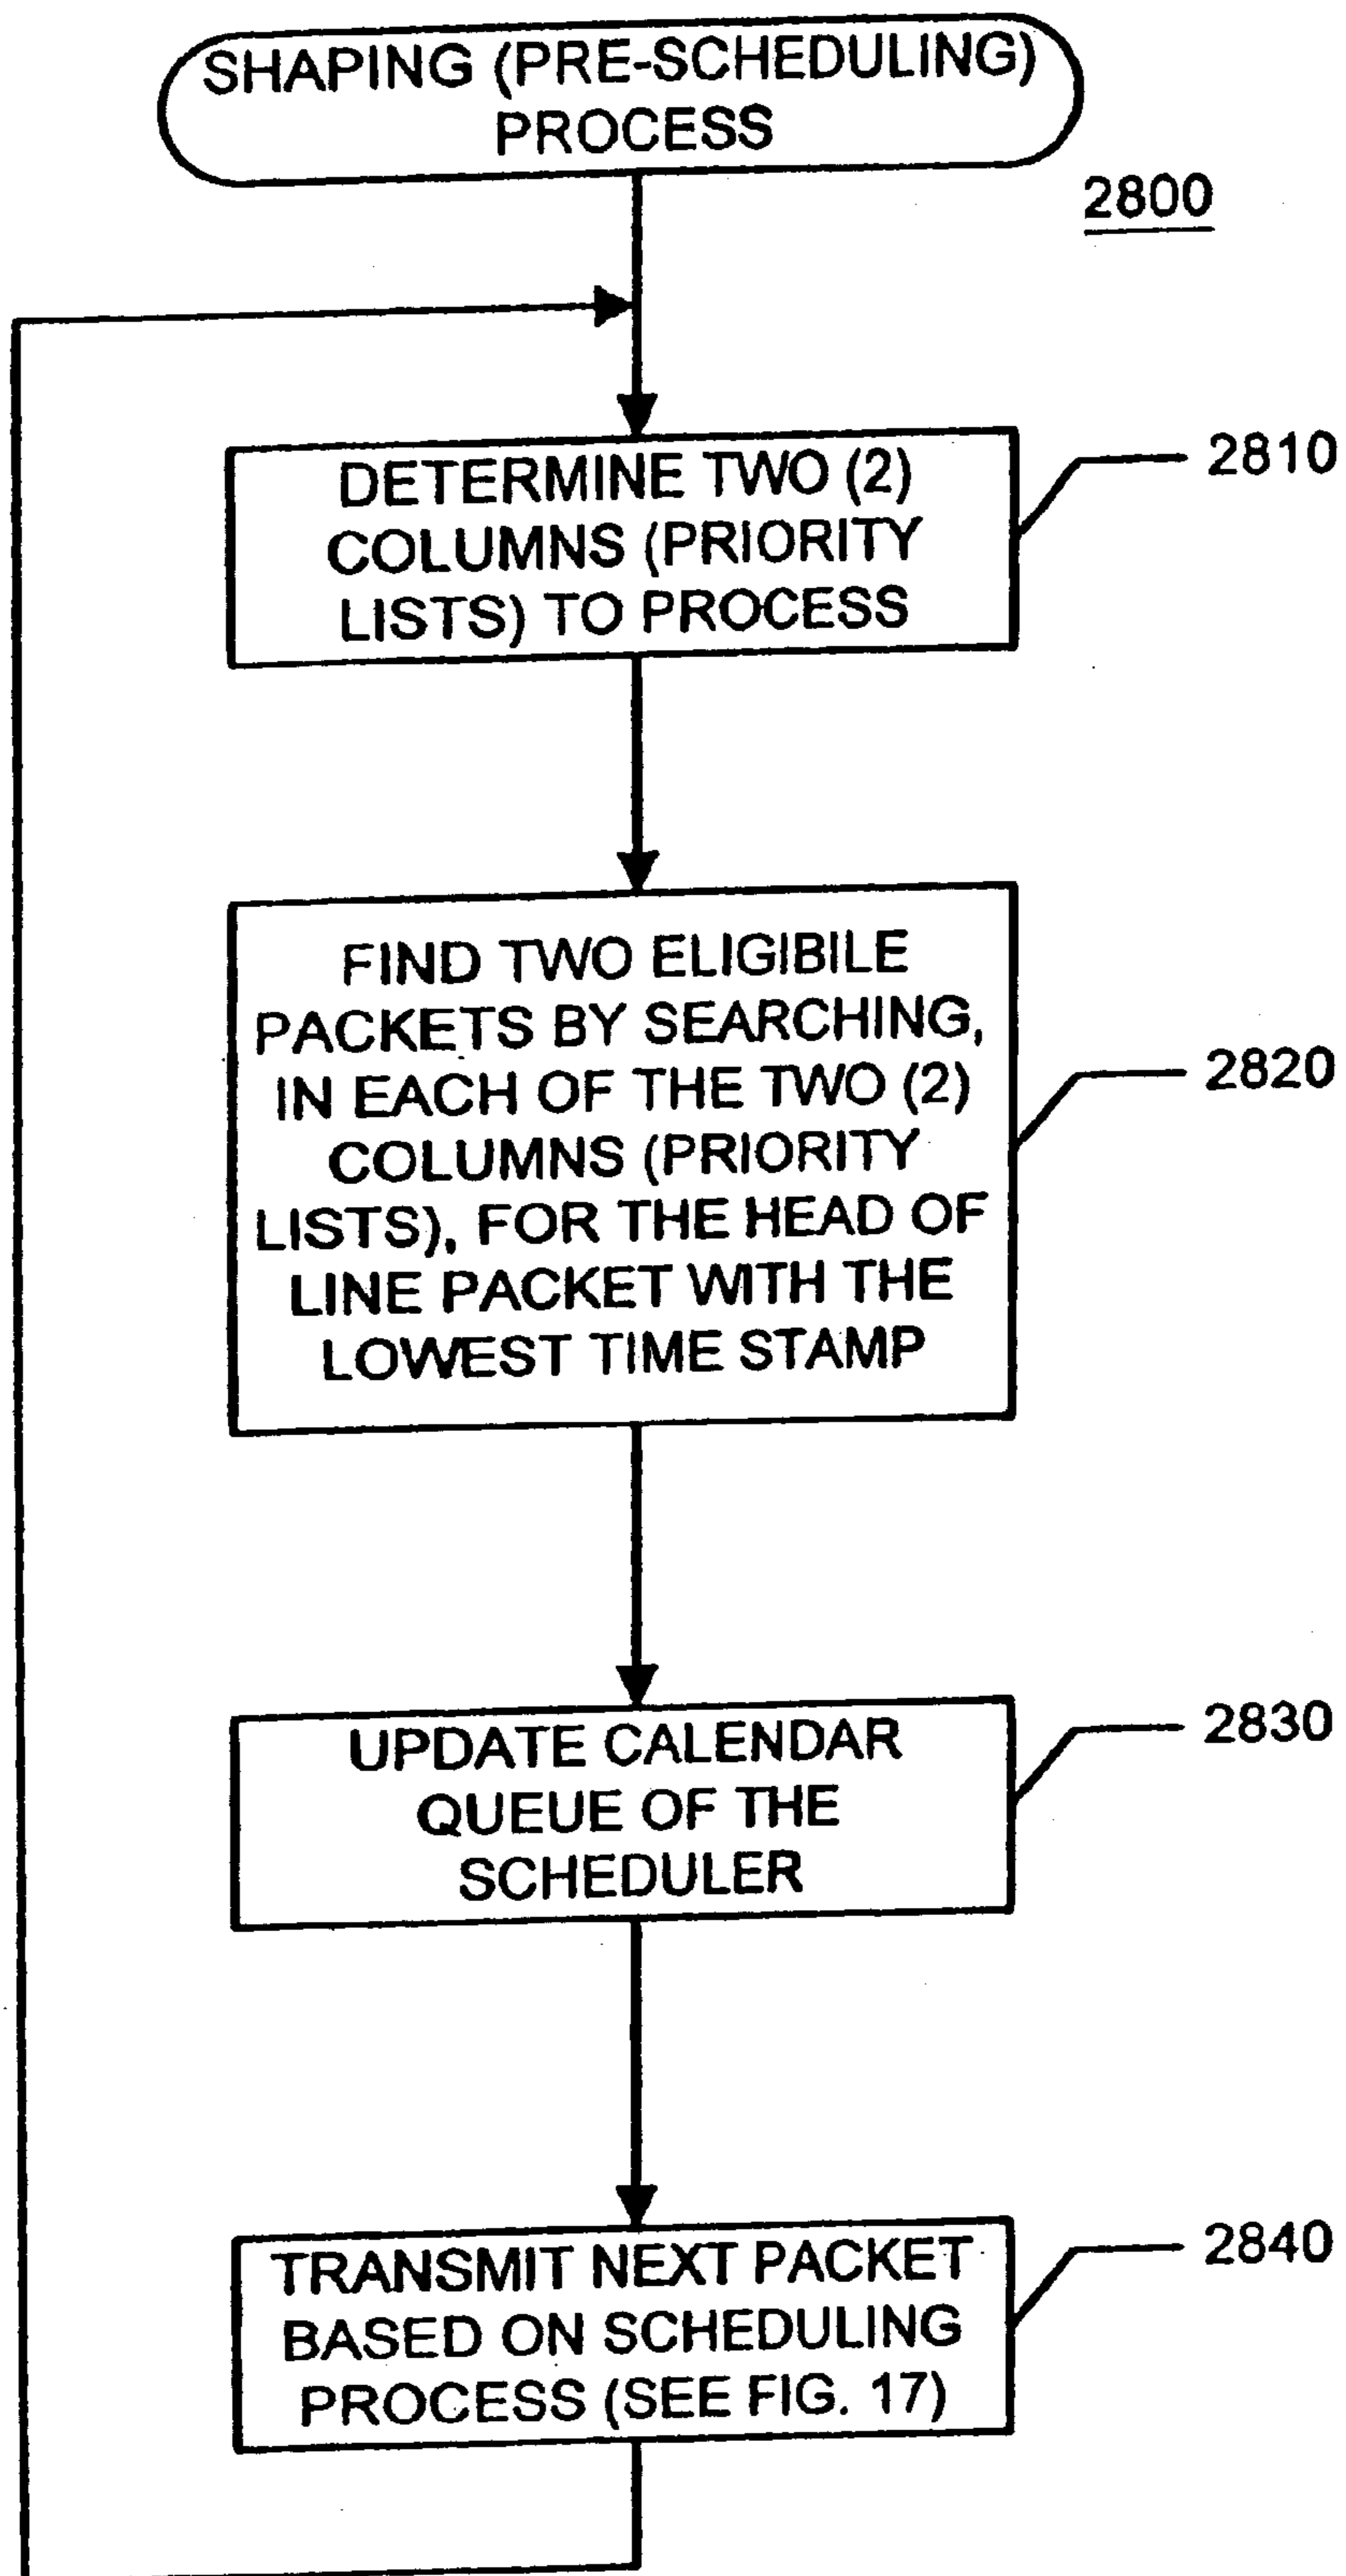 SHAPING (PRE-SCHEDULING)
PROCESS
2800
DETERMINE TWO (2)
COLUMNS (PRIORITY
LISTS) TO PROCESS
2810
FIND TWO ELIGIBILE
PACKETS BY SEARCHING,
IN EACH OF THE TWO (2)
COLUMNS (PRIORITY
LISTS), FOR THE HEAD OF
LINE PACKET WITH THE
LOWEST TIME STAMP
2820
UPDATE CALENDAR
QUEUE OF THE
SCHEDULER
2830
TRANSMIT NEXT PACKET
BASED ON SCHEDULING
PROCESS (SEE FIG. 17)
2840